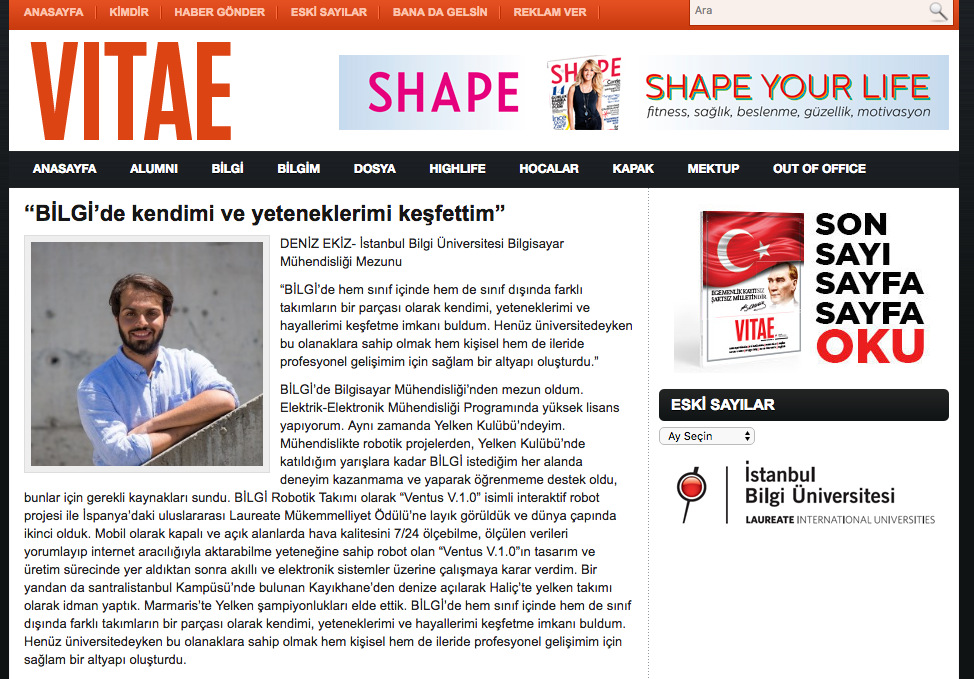 ANASAYFA KİMDİR HABER GÖNDER ESKİ SAYILAR BANA DA GELSİN REKLAM VER
Ara
VITAE
SHAPE
SHAPE
SHAPE YOUR LIFE
fitness, sağlık, beslenme, güzellik, motivasyon
ANASAYFA ALUMNI BİLGİ BİLGİM DOSYA HIGHLIFE HOCALAR KAPAK MEKTUP OUT OF OFFICE
“BİLGİ’de kendimi ve yeteneklerimi keşfettim”
DENİZ EKİZ- İstanbul Bilgi Üniversitesi Bilgisayar
Mühendisliği Mezunu
“BİLGİ’de hem sınıf içinde hem de sınıf dışında farklı
takımların bir parçası olarak kendimi, yeteneklerimi ve
hayallerimi keşfetme imkanı buldum. Henüz üniversitedeyken
bu olanaklara sahip olmak hem kişisel hem de ileride
profesyonel gelişimim için sağlam bir altyapı oluşturdu.”
BİLGİ’de Bilgisayar Mühendisliği’nden mezun oldum.
Elektrik-Elektronik Mühendisliği Programında yüksek lisans
yapıyorum. Aynı zamanda Yelken Kulübü’ndeyim.
Mühendislikte robotik projelerden, Yelken Kulübü’nde
katıldığım yarışlara kadar BİLGİ istediğim her alanda
deneyim kazanmama ve yaparak öğrenmeme destek oldu,
bunlar için gerekli kaynakları sundu. BİLGİ Robotik Takımı olarak “Ventus V.1.0” isimli interaktif robot
projesi ile İspanya’daki uluslararası Laureate Mükemmelliyet Ödülü’ne layık görüldük ve dünya çapında
ikinci olduk. Mobil olarak kapalı ve açık alanlarda hava kalitesini 7/24 ölçebilme, ölçülen verileri
yorumlayıp internet aracılığıyla aktarabilme yeteneğine sahip robot olan “Ventus V.1.0”ın tasarım ve
üretim sürecinde yer aldıktan sonra akıllı ve elektronik sistemler üzerine çalışmaya karar verdim. Bir
yandan da santralistanbul Kampüsü’nde bulunan Kayıkhane’den denize açılarak Haliç’te yelken takımı
olarak idman yaptık. Marmaris’te Yelken şampiyonlukları elde ettik. BİLGİ’de hem sınıf içinde hem de sınıf
dışında farklı takımların bir parçası olarak kendimi, yeteneklerimi ve hayallerimi keşfetme imkanı buldum.
Henüz üniversitedeyken bu olanaklara sahip olmak hem kişisel hem de ileride profesyonel gelişimim için
sağlam bir altyapı oluşturdu.
EGEMENLİK KAYITSIZ
ŞARTSIZ MİLLETİNDİR
VITAE
SON
SAYI
SAYFA
SAYFA
OKU
ESKİ SAYILAR
Ay Seçin
İstanbul
Bilgi Üniversitesi
LAUREATE INTERNATIONAL UNIVERSITIES